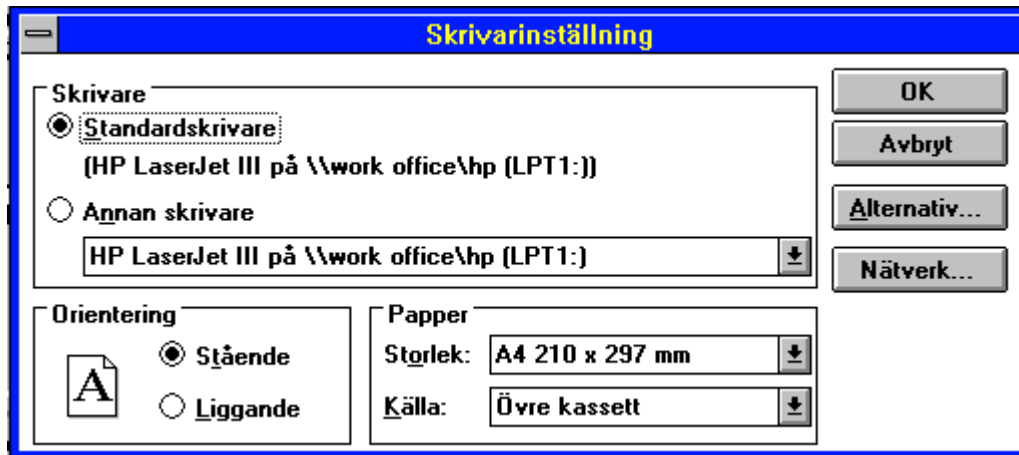 Skrivarinställning
Skrivare
Standardskrivare
(HP LaserJet III på \\work office\hp (LPT1:))
Annan skrivare
HP LaserJet III på \\work office\hp (LPT1:)
OK
Avbryt
Alternativ...
Nätverk...
Orientering
A
Stående
Liggande
Papper
Storlek: A4 210 x 297 mm
Källa: Övre kassett